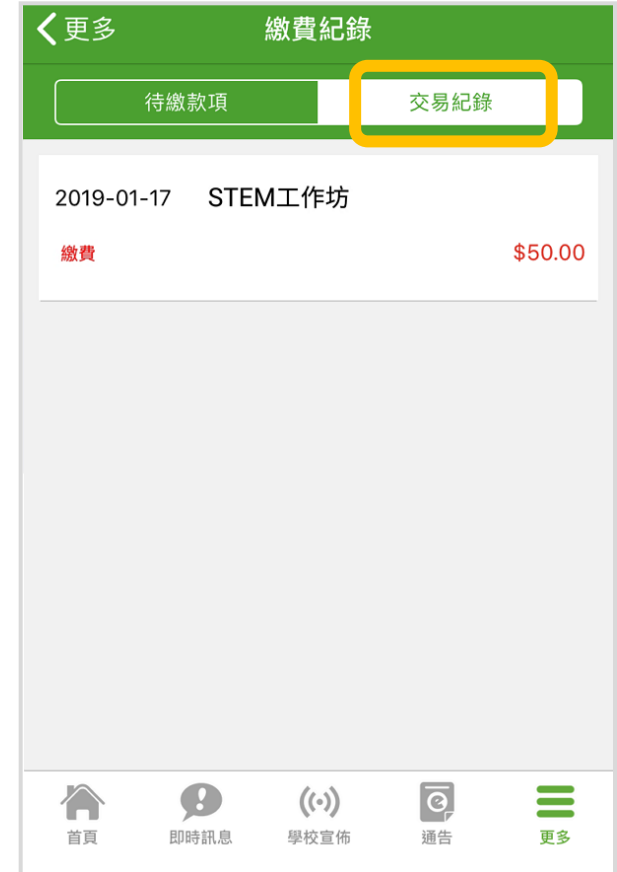 更多 繳費紀錄
待繳款項 交易紀錄
2019-01-17 STEM工作坊
繳費 $50.00
首頁 即時訊息 學校宣佈 通告 更多